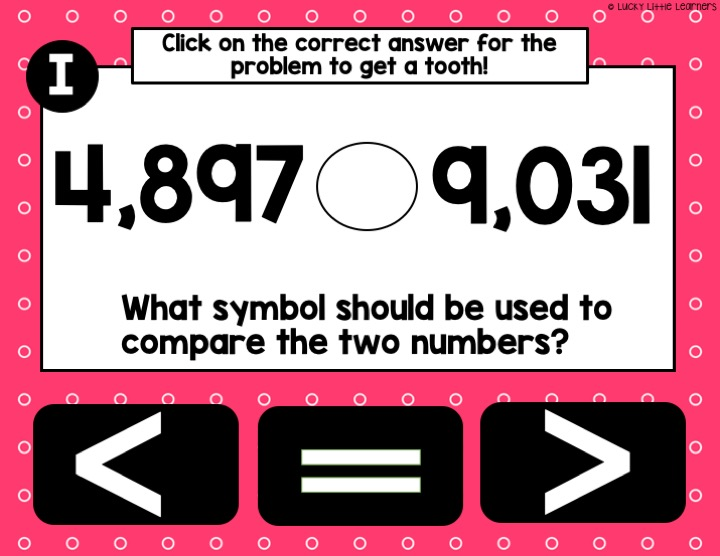 © Lucky Little Learners
Click on the correct answer for the
problem to get a tooth!
I
4,897 9,031
What symbol should be used to
compare the two numbers?
< = >